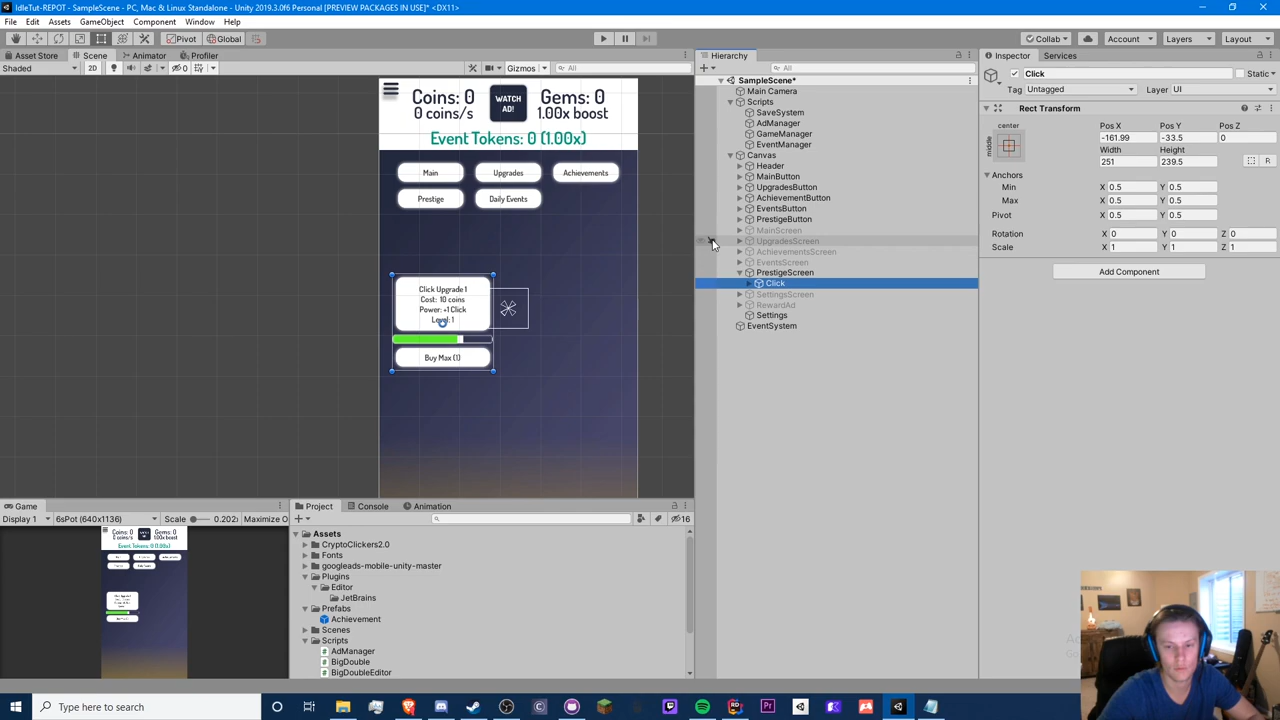 IdleTut-REPOT - SampleScene - PC, Mac & Linux Standalone - Unity 2019.3.0f6 Personal [PREVIEW PACKAGES IN USE]* <DX11>
File Edit Assets GameObject Component Window Help
Pivot Global Collab Account Layers Layout
Asset Store Scene Animator Profiler
Shaded 2D 0 Gizmos All
Coins: 0
0 coins/s
WATCH
AD!
Gems: 0
1.00x boost
Event Tokens: 0 (1.00x)
Main Upgrades Achievements
Prestige Daily Events
Click Upgrade 1
Cost: 10 coins
Power: +1 Click
Level: 1
Buy Max (1)
Hierarchy
All
SampleScene*
Main Camera
Scripts
SaveSystem
AdManager
GameManager
EventManager
Canvas
Header
MainButton
UpgradesButton
AchievementButton
EventsButton
PrestigeButton
MainScreen
UpgradesScreen
AchievementsScreen
EventsScreen
PrestigeScreen
Click
SettingsScreen
RewardAd
Settings
EventSystem
Inspector Services
Click Static
Tag Untagged Layer UI
Rect Transform
center
middle
Pos X Pos Y Pos Z
-161.99 -33.5 0
Width Height
251 239.5 R
Anchors
Min X 0.5 Y 0.5
Max X 0.5 Y 0.5
Pivot X 0.5 Y 0.5
Rotation X 0 Y 0 Z 0
Scale X 1 Y 1 Z 1
Add Component
Game
Display 1 6sPot (640x1136) Scale 0.202 Maximize O
Coins: 0
Gems: 0
Project Console Animation
16
Assets
CryptoClickers2.0
Fonts
googleads-mobile-unity-master
Plugins
Editor
JetBrains
Prefabs
Achievement
Scenes
Scripts
AdManager
BigDouble
BigDoubleEditor
Type here to search